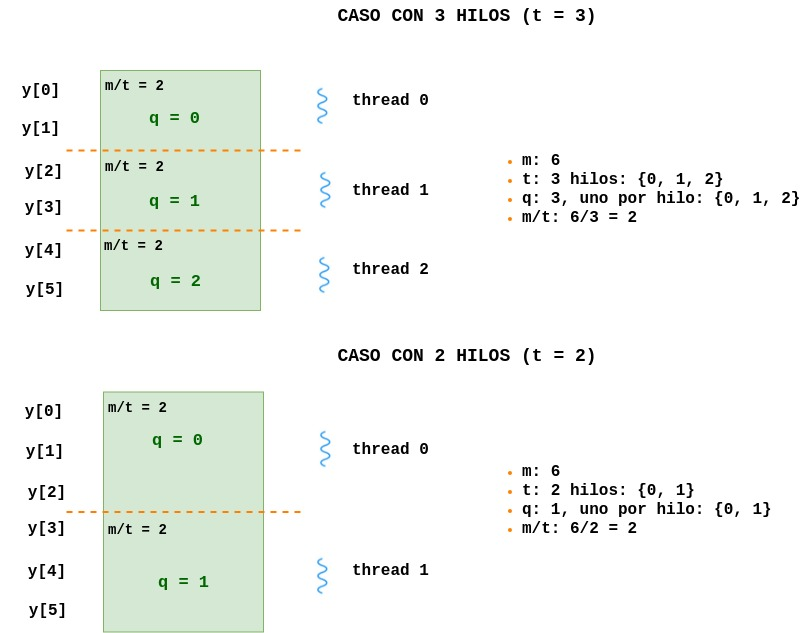 CASO CON 3 HILOS (t = 3)
y[0]
m/t = 2
q = 0
thread 0
y[1]
y[2]
m/t = 2
q = 1
thread 1
y[3]
y[4]
m/t = 2
q = 2
thread 2
y[5]
m: 6
t: 3 hilos: {0, 1, 2}
q: 3, uno por hilo: {0, 1, 2}
m/t: 6/3 = 2
CASO CON 2 HILOS (t = 2)
y[0]
m/t = 2
q = 0
y[1]
thread 0
y[2]
y[3]
m/t = 2
y[4]
thread 1
q = 1
y[5]
m: 6
t: 2 hilos: {0, 1}
q: 1, uno por hilo: {0, 1}
m/t: 6/2 = 2